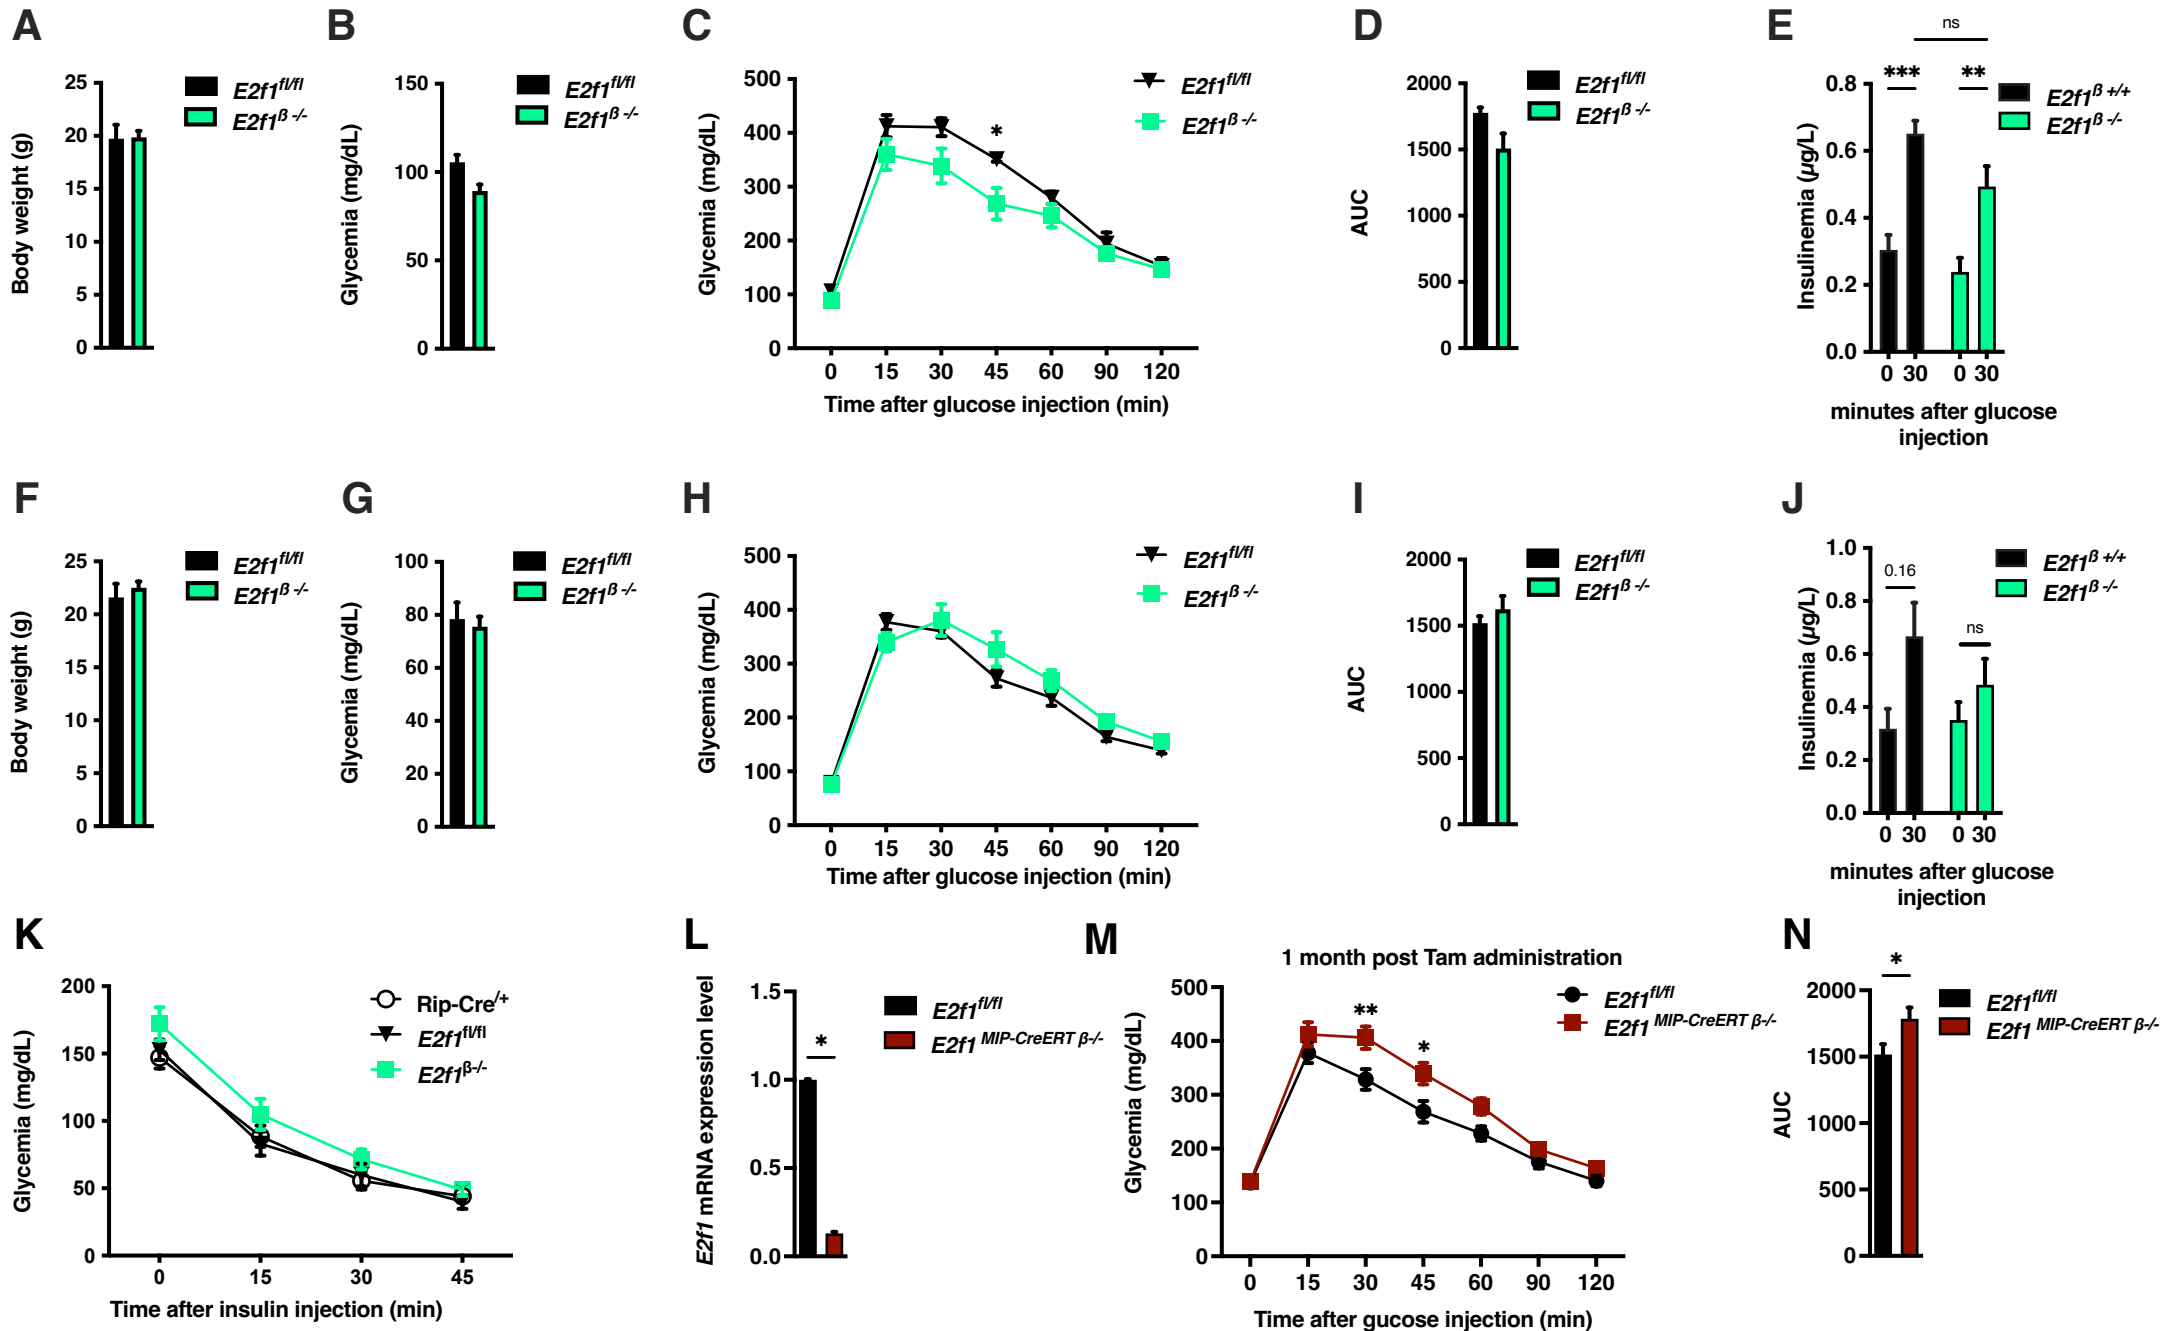 A
Body weight (g)
25
20
15
10
5
0
E2f1fl/fl
E2f1ß -/-
B
Glycemia (mg/dL)
150
100
50
0
E2f1fl/fl
E2f1ß -/-
C
Glycemia (mg/dL)
500
400
300
200
100
0
*
E2f1fl/fl
E2f1ß -/-
0 15 30 45 60 90 120
Time after glucose injection (min)
D
AUC
2000
1500
1000
500
0
E2f1fl/fl
E2f1ß -/-
E
ns
*** **
Insulinemia (µg/L)
0.8
0.6
0.4
0.2
0.0
E2f1ß +/+
E2f1ß -/-
0 30 0 30
minutes after glucose
injection
F
Body weight (g)
25
20
15
10
5
0
E2f1fl/fl
E2f1ß -/-
G
Glycemia (mg/dL)
100
80
60
40
20
0
E2f1fl/fl
E2f1ß -/-
H
Glycemia (mg/dL)
500
400
300
200
100
0
E2f1fl/fl
E2f1ß -/-
0 15 30 45 60 90 120
Time after glucose injection (min)
I
AUC
2000
1500
1000
500
0
E2f1fl/fl
E2f1ß -/-
J
Insulinemia (µg/L)
1.0
0.8
0.6
0.4
0.2
0.0
0.16
ns
E2f1ß +/+
E2f1ß -/-
0 30 0 30
minutes after glucose
injection
K
Glycemia (mg/dL)
200
150
100
50
0
Rip-Cre/+
E2f1fl/fl
E2f1β-/-
0 15 30 45
Time after insulin injection (min)
L
E2f1 mRNA expression level
1.5
1.0
0.5
0.0
*
E2f1fl/fl
E2f1 MIP-CreERT β-/-
M
1 month post Tam administration
Glycemia (mg/dL)
500
400
300
200
100
0
**
*
E2f1fl/fl
E2f1 MIP-CreERT β-/-
0 15 30 45 60 90 120
Time after gucose injection (min)
N
AUC
2000
1500
1000
500
0
*
E2f1fl/fl
E2f1 MIP-CreERT β-/-